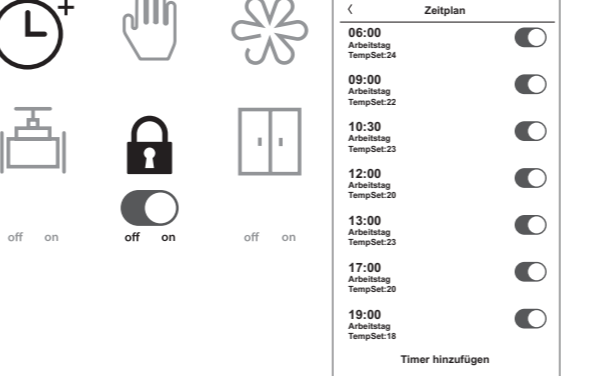 +
off on
off on
off on
Zeitplan
06:00
Arbeitstag
TempSet:24
09:00
Arbeitstag
TempSet:22
10:30
Arbeitstag
TempSet:23
12:00
Arbeitstag
TempSet:20
13:00
Arbeitstag
TempSet:23
17:00
Arbeitstag
TempSet:20
19:00
Arbeitstag
TempSet:18
Timer hinzufügen